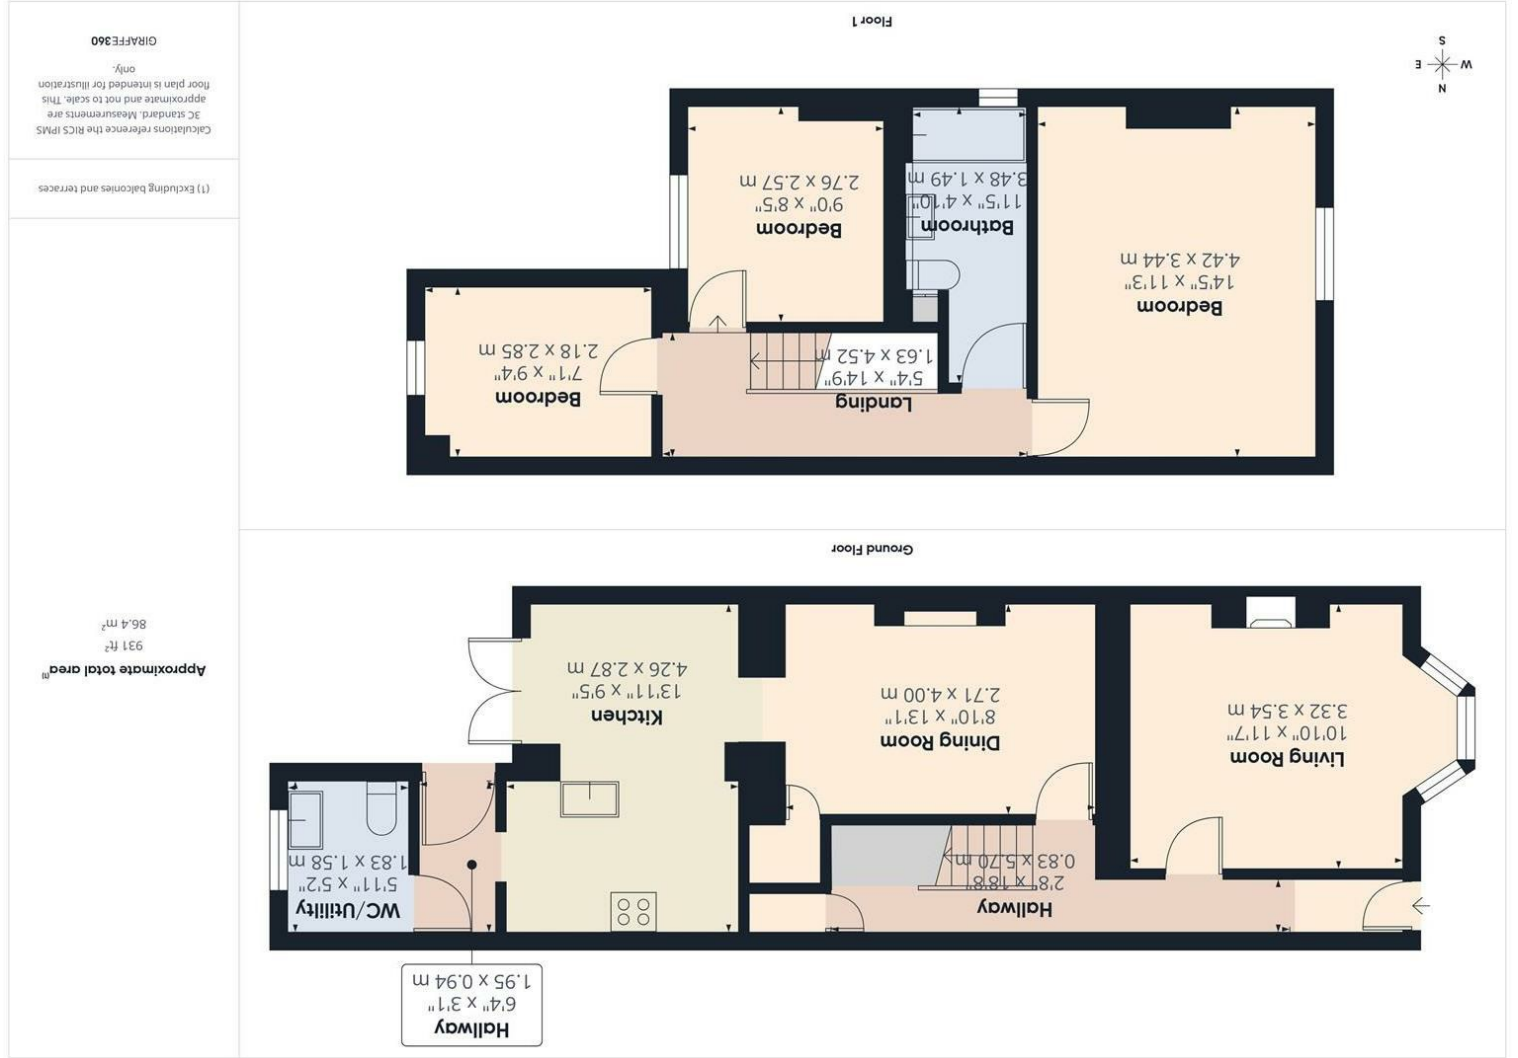 Hallway
6'4" x 3'1"
1.95 x 0.94 m
Hallway
2'8" x 18'8"
0.83 x 5.70 m
WC/Utility
5'11" x 5'2"
1.83 x 1.58 m
Living Room
10'10" x 11'7"
3.32 x 3.54 m
Dining Room
8'10" x 13'1"
2.71 x 4.00 m
Kitchen
13'11" x 9'5"
4.26 x 2.87 m
Ground Floor
Landing
5'4" x 14'9"
1.63 x 4.52 m
Bedroom
7'1" x 9'4"
2.18 x 2.85 m
Bedroom
14'5" x 11'3"
4.42 x 3.44 m
Bathroom
11'5" x 4'10"
3.48 x 1.49 m
Bedroom
9'0" x 8'5"
2.76 x 2.57 m
N
W
E
S
Floor 1
Approximate total area(1)
931 ft²
86.4 m²
(1) Excluding balconies and terraces
Calculations reference the RICS IPMS
3C standard. Measurements are
approximate and not to scale. This
floor plan is intended for illustration
only.
GIRAFFE360